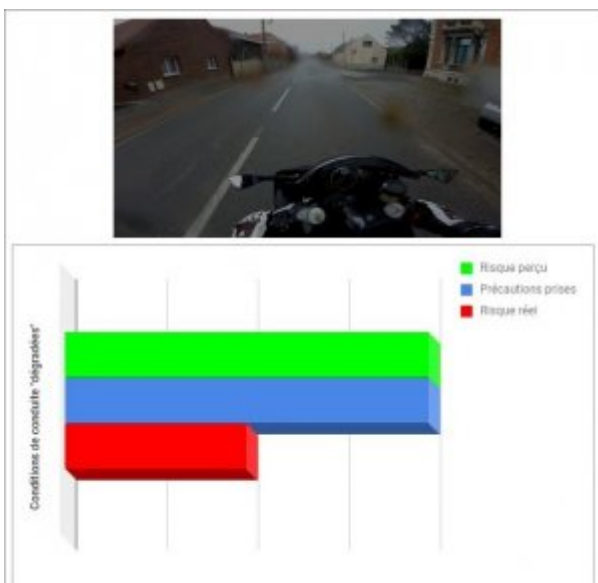 Risque perçu
Précautions prises
Risque réel
Conditions de conduite "dégradées"